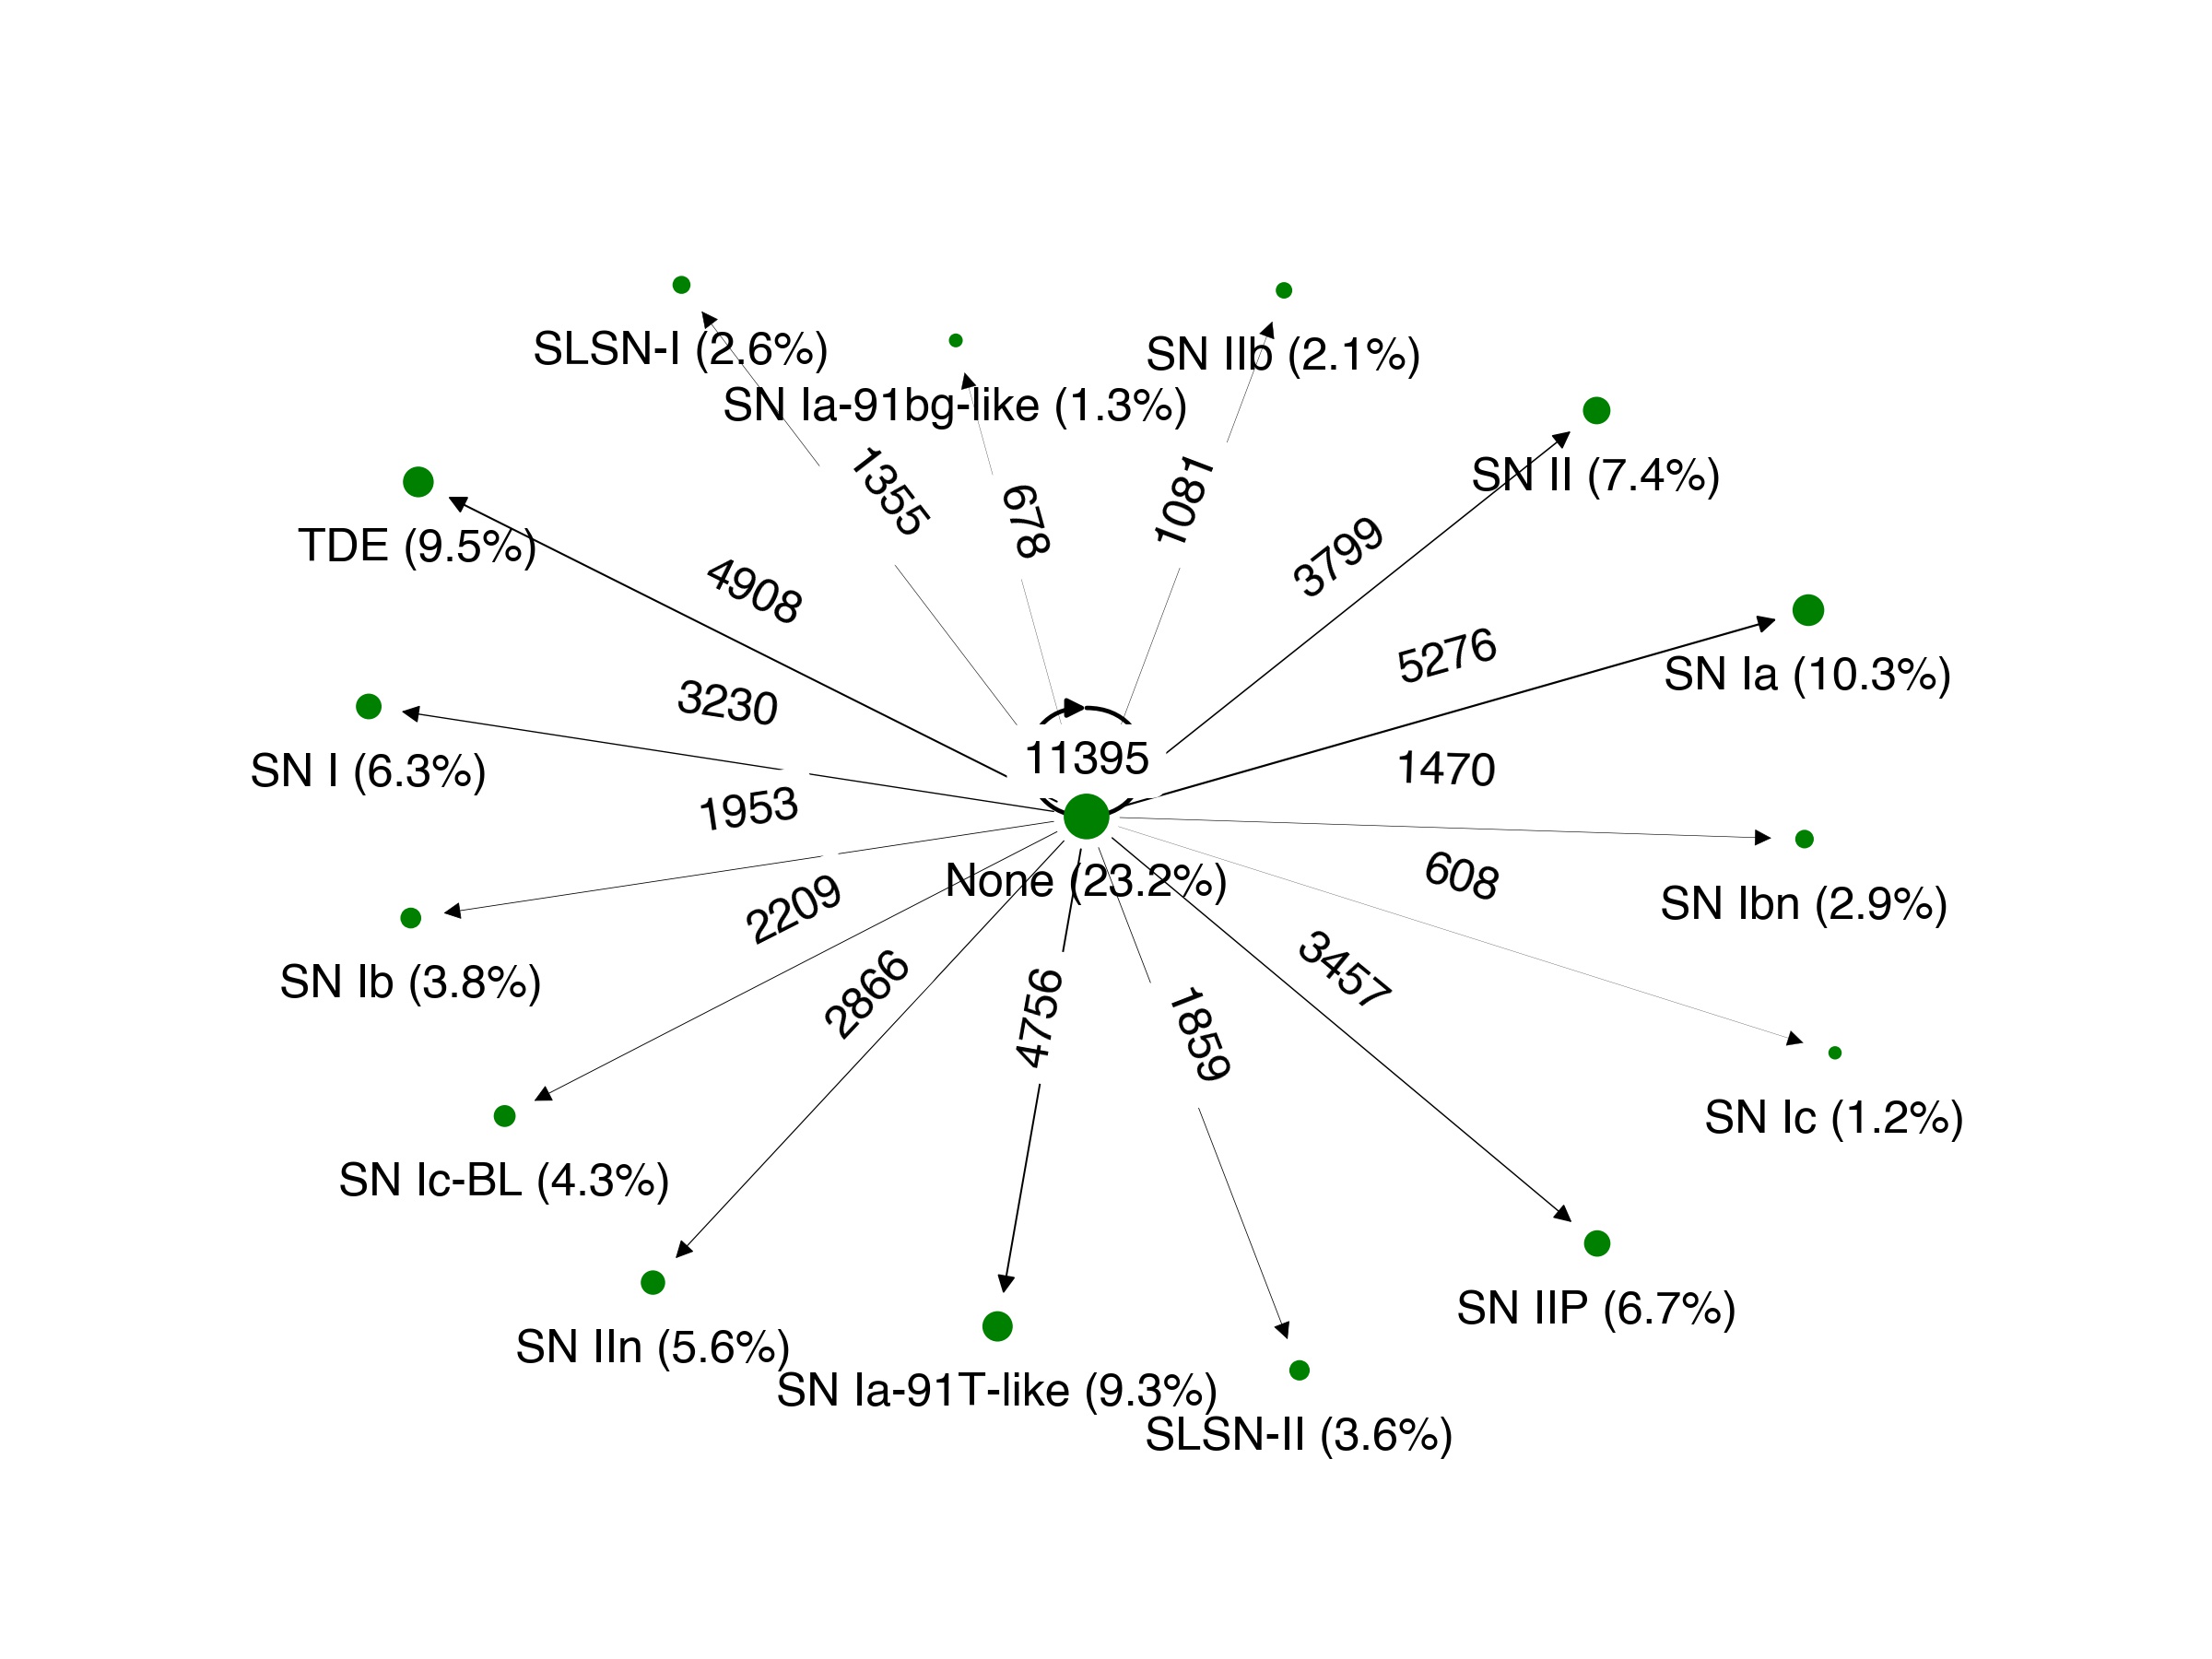 SLSN-I (2.6%)
SN IIb (2.1%)
SN Ia-91bg-like (1.3%)
SN II (7.4%)
1355
678
1081
3799
TDE (9.5%)
4908
5276
SN Ia (10.3%)
3230
11395
1470
SN I (6.3%)
1953
None (23.2%)
608
SN Ibn (2.9%)
2209
SN Ib (3.8%)
2866
4756
1859
3457
SN Ic (1.2%)
SN Ic-BL (4.3%)
SN IIP (6.7%)
SN IIn (5.6%)
SN Ia-91T-like (9.3%)
SLSN-II (3.6%)